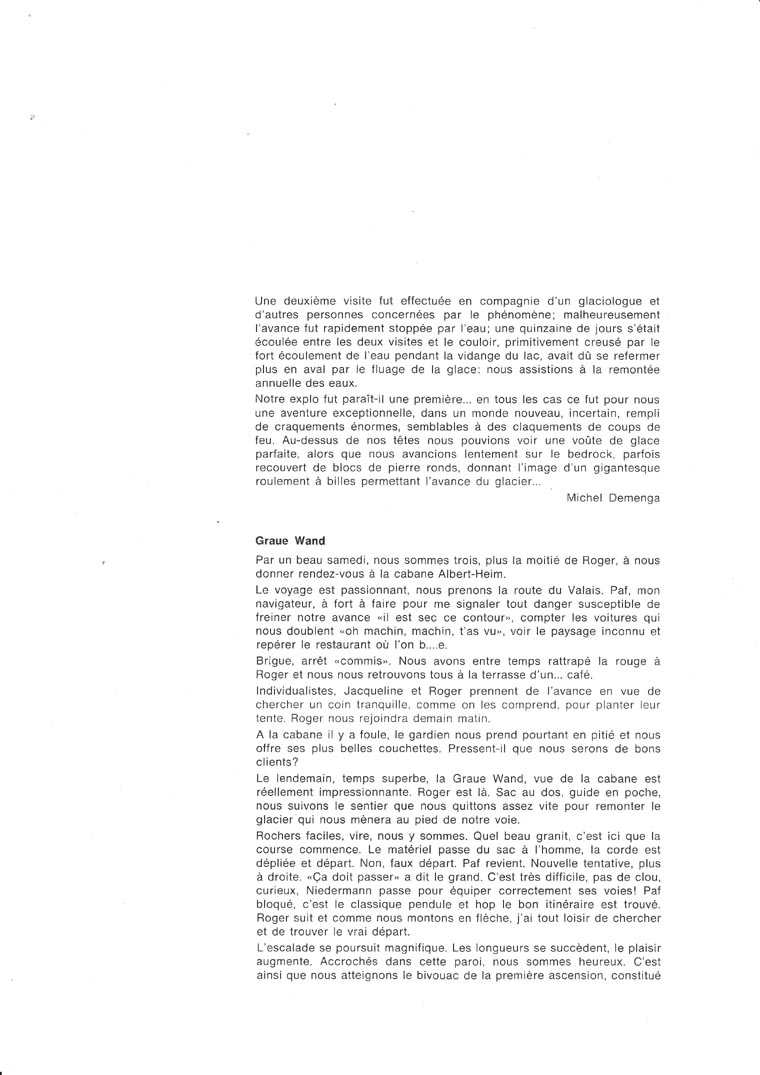 Une deuxième visite fut effectuée en compagnie d'un glaciologue et
d'autres personnes concernées par le phénomène; malheureusement
l'avance fut rapidement stoppée par l'eau; une quinzaine de jours s'était
écoulée entre les deux visites et le couloir, primitivement creusé par le
fort écoulement de l'eau pendant la vidange du lac, avait dû se refermer
plus en aval par le fluage de la glace: nous assistions à la remontée
annuelle des eaux.
Notre explo fut paraît-il une première... en tous les cas ce fut pour nous
une aventure exceptionnelle, dans un monde nouveau, incertain, rempli
de craquements énormes, semblables à des claquements de coups de
feu. Au-dessus de nos têtes nous pouvions voir une voûte de glace
parfaite, alors que nous avancions lentement sur le bedrock, parfois
recouvert de blocs de pierre ronds, donnant l'image d'un gigantesque
roulement à billes permettant l'avance du glacier...
Michel Demenga
Graue Wand
Par un beau samedi, nous sommes trois, plus la moitié de Roger, à nous
donner rendez-vous à la cabane Albert-Heim.
Le voyage est passionnant, nous prenons la route du Valais. Paf, mon
navigateur, à fort à faire pour me signaler tout danger susceptible de
freiner notre avance «il est sec ce contour», compter les voitures qui
nous doublent «oh machin, machin, t'as vu», voir le paysage inconnu et
repérer le restaurant où l'on b....e.
Brigue, arrêt «commis». Nous avons entre temps rattrapé la rouge à
Roger et nous nous retrouvons tous à la terrasse d'un... café.
Individualistes, Jacqueline et Roger prennent de l'avance en vue de
chercher un coin tranquille, comme on les comprend, pour planter leur
tente. Roger nous rejoindra demain matin.
A la cabane il y a foule, le gardien nous prend pourtant en pitié et nous
offre ses plus belles couchettes. Pressent-il que nous serons de bons
clients?
Le lendemain, temps superbe, la Graue Wand, vue de la cabane est
réellement impressionnante. Roger est là. Sac au dos, guide en poche,
nous suivons le sentier que nous quittons assez vite pour remonter le
glacier qui nous mènera au pied de notre voie.
Rochers faciles, vire, nous y sommes. Quel beau granit, c'est ici que la
course commence. Le matériel passe du sac à l'homme, la corde est
dépliée et départ. Non, faux départ. Paf revient. Nouvelle tentative, plus
à droite. «Ça doit passer» a dit le grand. C'est très difficile, pas de clou,
curieux, Niedermann passe pour équiper correctement ses voies! Paf
bloqué, c'est le classique pendule et hop le bon itinéraire est trouvé.
Roger suit et comme nous montons en flèche, j'ai tout loisir de chercher
et de trouver le vrai départ.
L'escalade se poursuit magnifique. Les longueurs se succèdent, le plaisir
augmente. Accrochés dans cette paroi, nous sommes heureux. C'est
ainsi que nous atteignons le bivouac de la première ascension, constitué